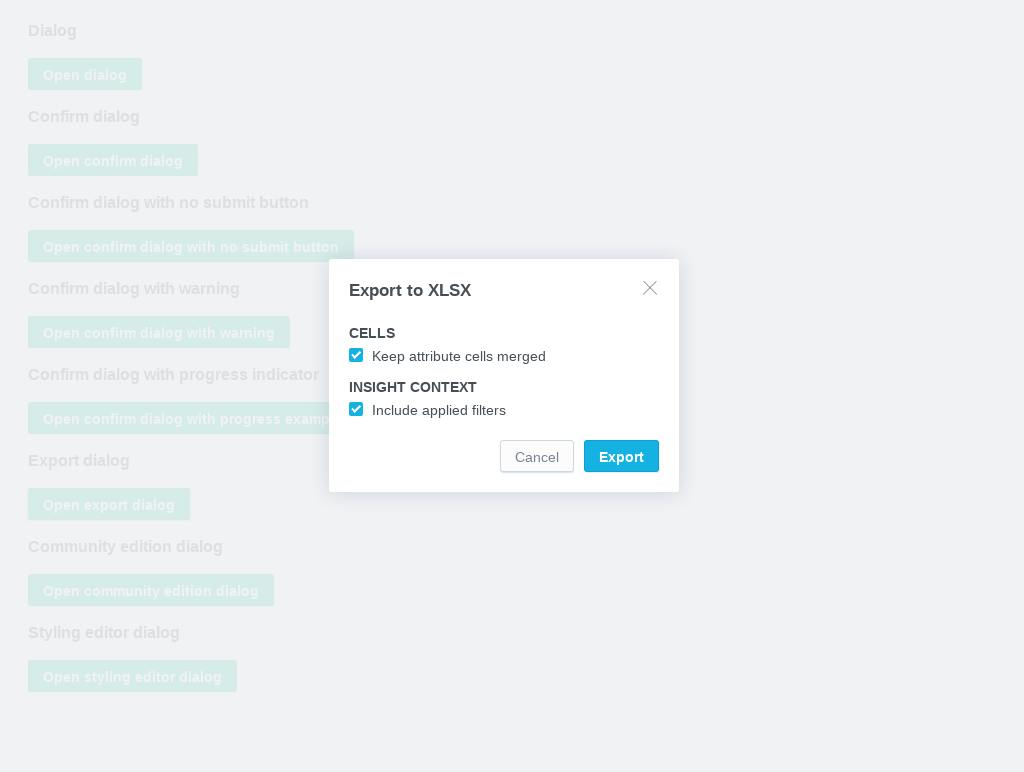 Dialog
Open dialog
Confirm dialog
Open confirm dialog
Confirm dialog with no submit button
Open confirm dialog with no submit button
Confirm dialog with warning
Open confirm dialog with warning
Confirm dialog with progress indicator
Open confirm dialog with progress examp
Export dialog
Open export dialog
Community edition dialog
Open community edition dialog
Styling editor dialog
Open styling editor dialog
Export to XLSX
CELLS
Keep attribute cells merged
INSIGHT CONTEXT
Include applied filters
Cancel
Export